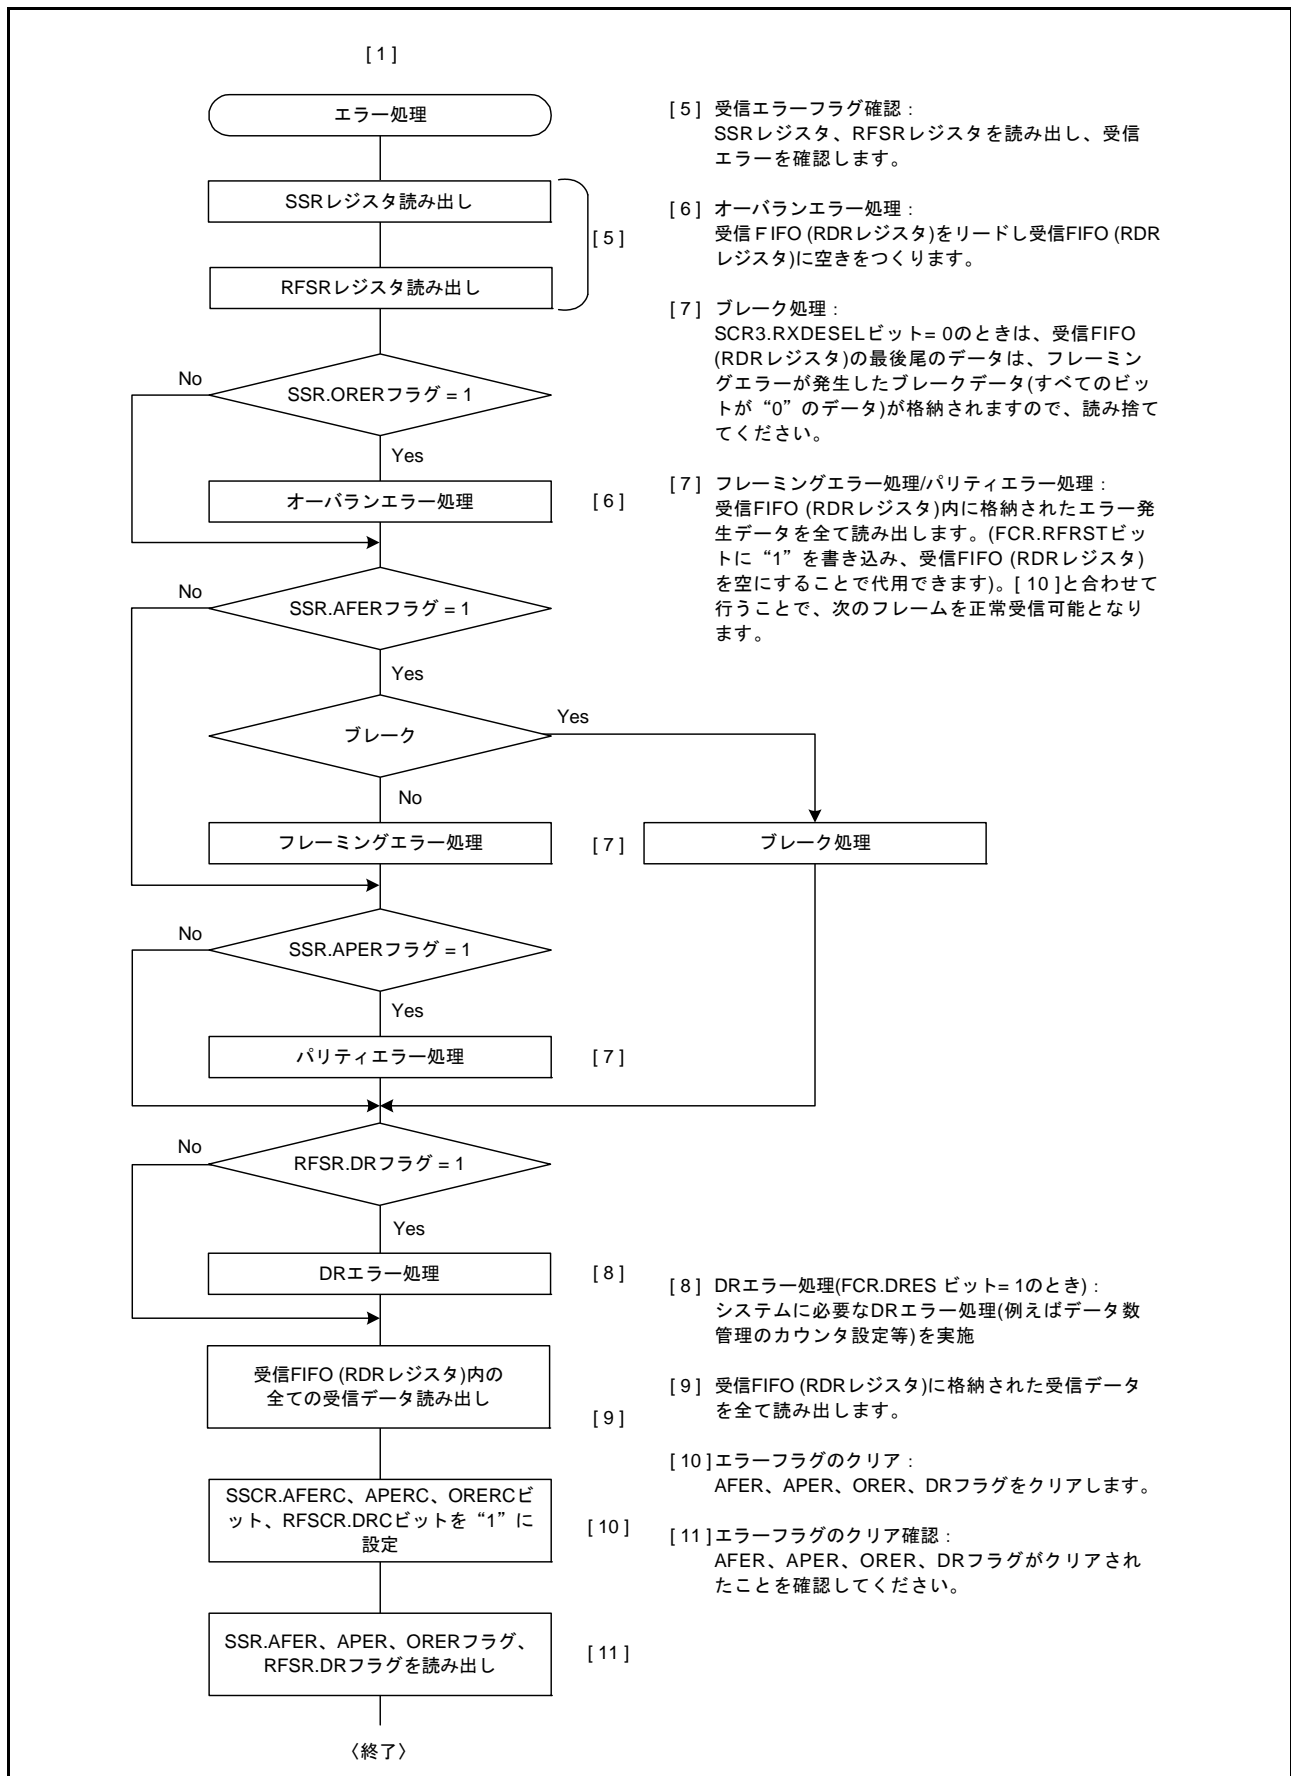 [ 1 ]
エラー処理
SSRレジスタ読み出し
[ 5 ]
RFSRレジスタ読み出し
No
SSR.ORERフラグ = 1
Yes
オーバランエラー処理
[ 6 ]
No
SSR.AFERフラグ = 1
Yes
ブレーク
Yes
No
フレーミングエラー処理
[ 7 ]
ブレーク処理
No
SSR.APERフラグ = 1
Yes
パリティエラー処理
[ 7 ]
No
RFSR.DRフラグ = 1
Yes
DRエラー処理
[ 8 ]
受信FIFO (RDRレジスタ)内の
全ての受信データ読み出し
[ 9 ]
SSCR.AFERC、APERC、ORERCビ
ット、RFSCR.DRCビットを“1”に
設定
[ 10 ]
SSR.AFER、APER、ORERフラグ、
RFSR.DRフラグを読み出し
[ 11 ]
〈終了〉
[ 5 ] 受信エラーフラグ確認：
SSRレジスタ、RFSRレジスタを読み出し、受信
エラーを確認します。
[ 6 ] オーバランエラー処理：
受信ＦIFO (RDRレジスタ)をリードし受信FIFO (RDR
レジスタ)に空きをつくります。
[ 7 ] ブレーク処理：
SCR3.RXDESELビット= 0のときは、受信FIFO
(RDRレジスタ)の最後尾のデータは、フレーミン
グエラーが発生したブレークデータ(すべてのビッ
トが“0”のデータ)が格納されますので、読み捨て
てください。
[ 7 ] フレーミングエラー処理/パリティエラー処理：
受信FIFO (RDRレジスタ)内に格納されたエラー発
生データを全て読み出します。(FCR.RFRSTビッ
トに“1”を書き込み、受信FIFO (RDRレジスタ)
を空にすることで代用できます)。[ 10 ]と合わせて
行うことで、次のフレームを正常受信可能となり
ます。
[ 8 ] DRエラー処理(FCR.DRES ビット= 1のとき)：
システムに必要なDRエラー処理(例えばデータ数
管理のカウンタ設定等)を実施
[ 9 ] 受信FIFO (RDRレジスタ)に格納された受信データ
を全て読み出します。
[ 10 ]エラーフラグのクリア：
AFER、APER、ORER、DRフラグをクリアします。
[ 11 ]エラーフラグのクリア確認：
AFER、APER、ORER、DRフラグがクリアされ
たことを確認してください。